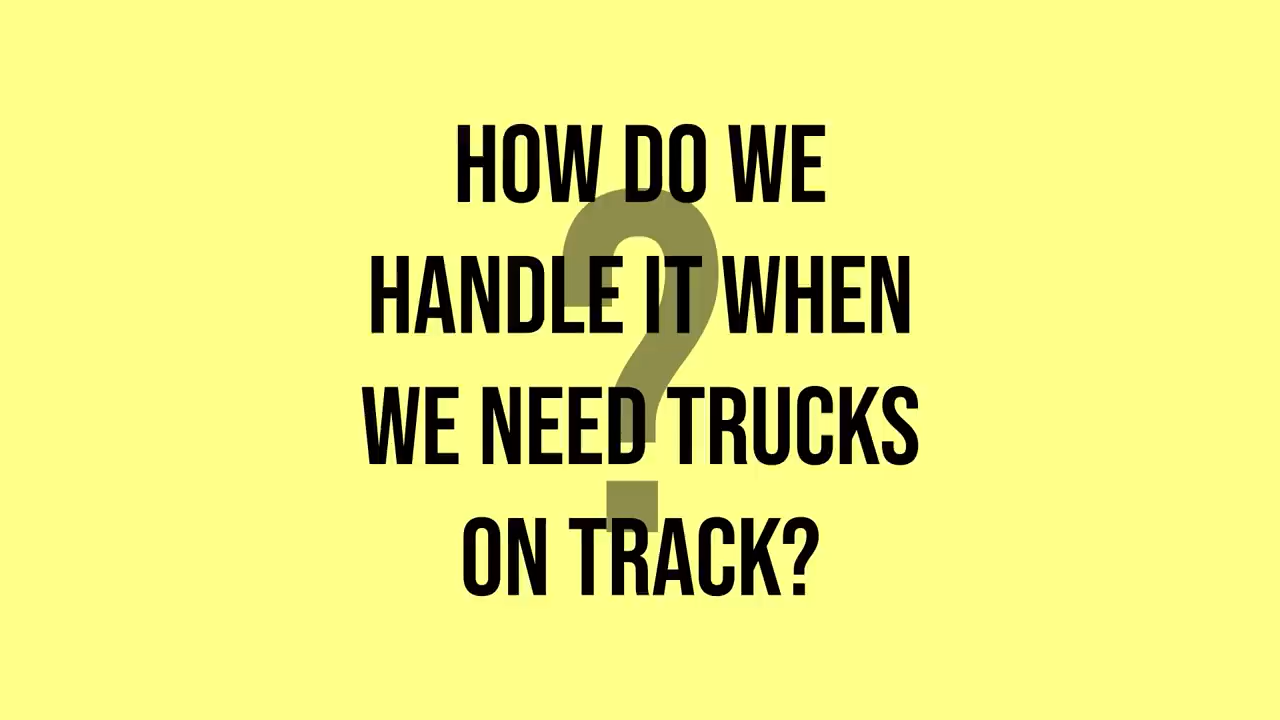 HOW DO WE
HANDLE IT WHEN
WE NEED TRUCKS
ON TRACK?
?